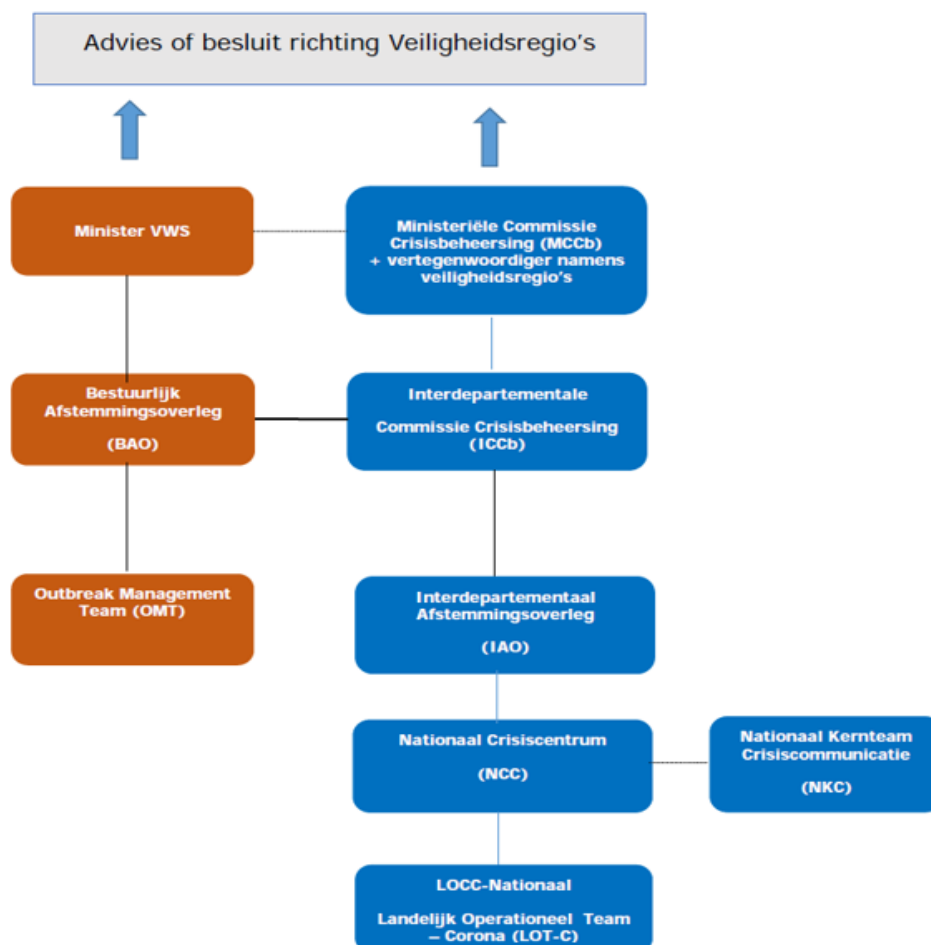 Advies of besluit richting Veiligheidsregio's
Minister VWS
Ministeriële Commissie
Crisisbeheersing (MCCb)
+ vertegenwoordiger namens
veiligheidsregio's
Bestuurlijk
Afstemmingsoverleg
(BAO)
Interdepartementale
Commissie Crisisbeheersing
(ICCb)
Outbreak Management
Team (OMT)
Interdepartementaal
Afstemmingsoverleg
(IAO)
Nationaal Crisiscentrum
(NCC)
Nationaal Kernteam
Crisiscommunicatie
(NKC)
LOCC-Nationaal
Landelijk Operationeel Team
– Corona (LOT-C)